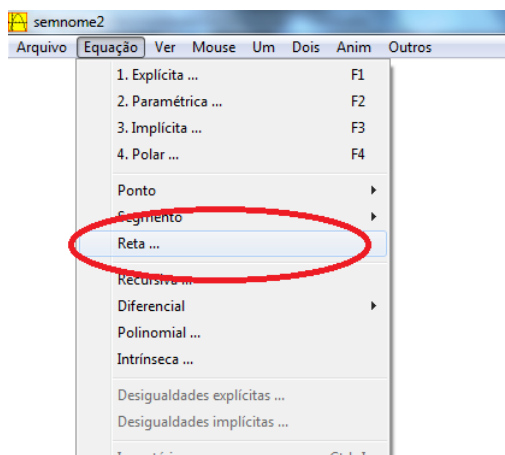 semnome2
Arquivo Equação Ver Mouse Um Dois Anim Outros
1. Explícita ... F1
2. Paramétrica ... F2
3. Implícita ... F3
4. Polar ... F4
Ponto
Segmento
Reta ...
Recursiva ...
Diferencial
Polinomial ...
Intrínseca ...
Desigualdades explícitas ...
Desigualdades implícitas ...